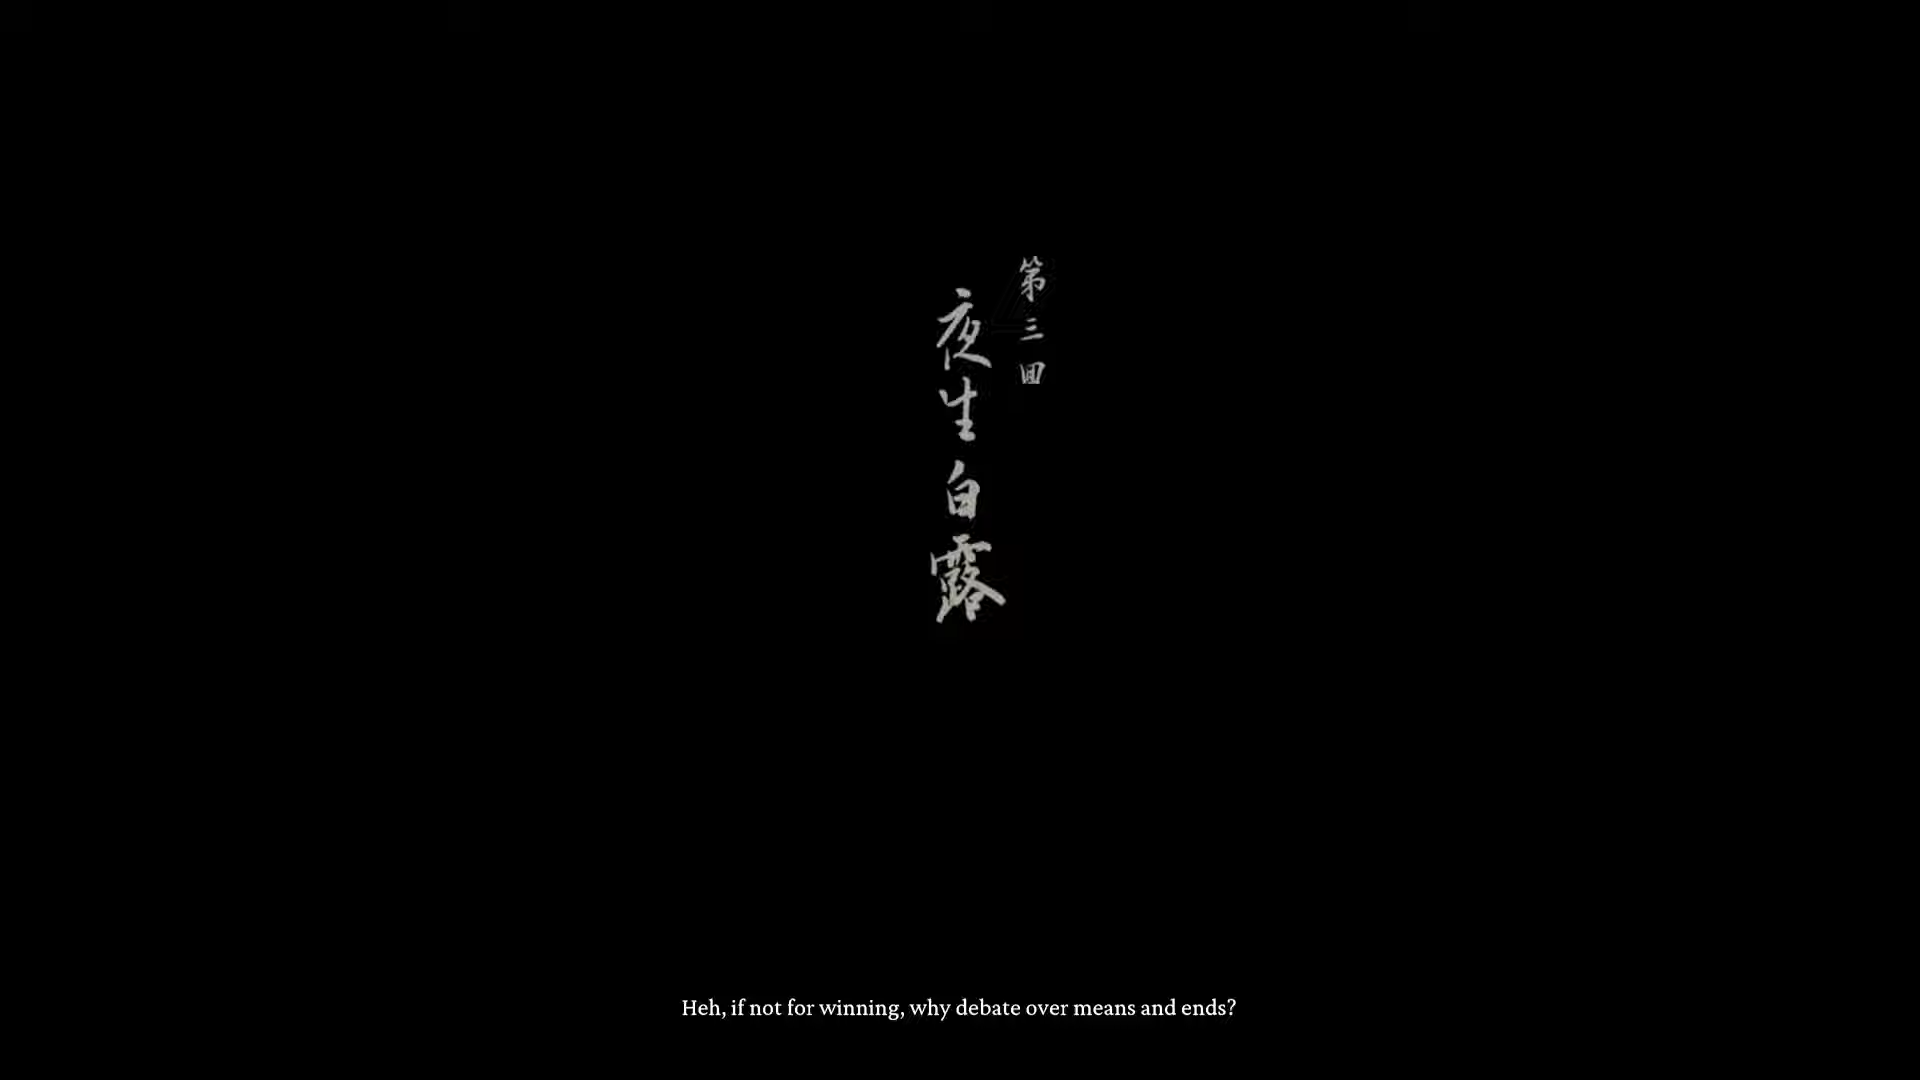 第三回
夜生白露
Heh, if not for winning, why debate over means and ends?